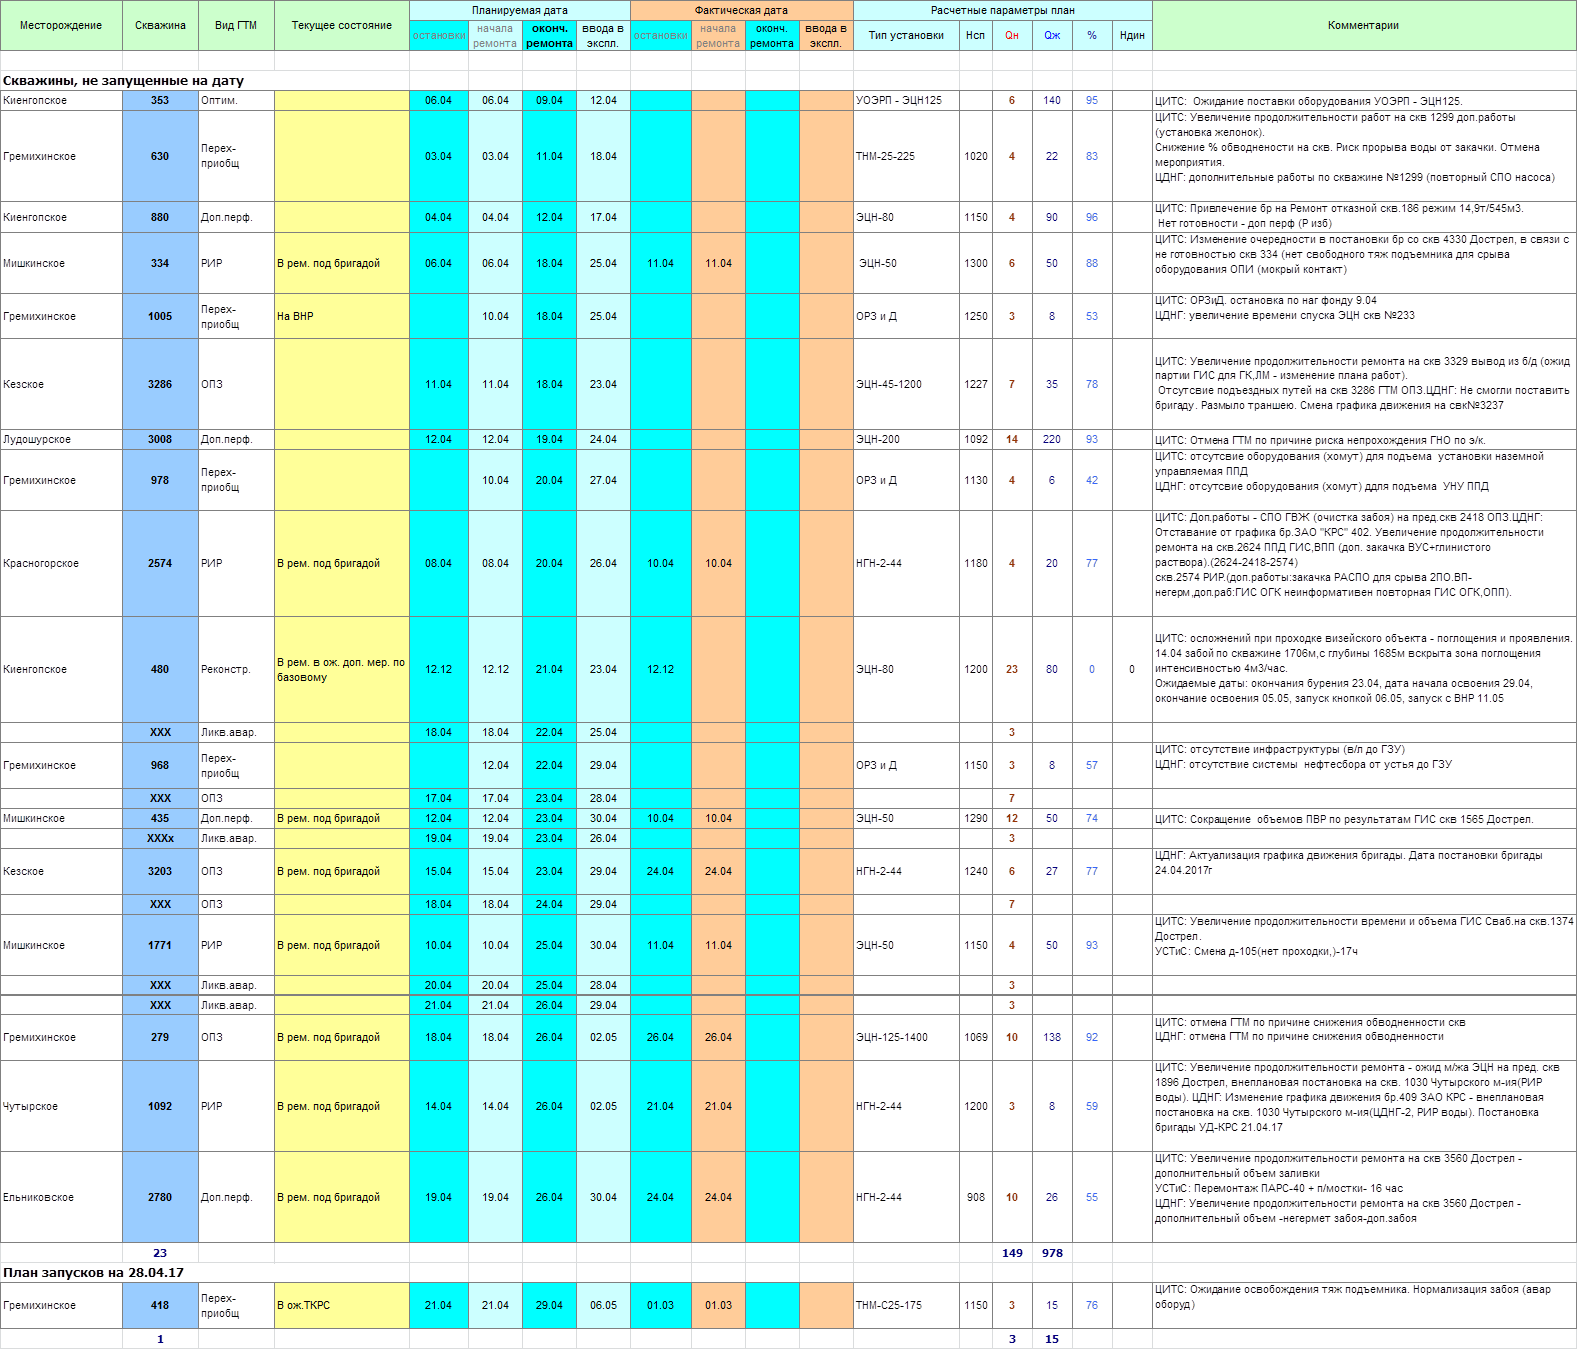 Месторождение Скважина Вид ГТМ Текущее состояние Планируемая дата Фактическая дата Расчетные параметры план Комментарии
остановки начала ремонта оконч. ремонта ввода в экспл. остановки начала ремонта оконч. ремонта ввода в экспл. Тип установки Нсп Qн Qж % Ндин
Скважины, не запущенные на дату
Киенгопское 353 Оптим. 06.04 06.04 09.04 12.04 УОЭРП - ЭЦН125 6 140 95 ЦИТС: Ожидание поставки оборудования УОЭРП - ЭЦН125.
Гремихинское 630 Перех-приобщ 03.04 03.04 11.04 18.04 ТНМ-25-225 1020 4 22 83 ЦИТС: Увеличение продолжительности работ на скв 1299 доп.работы
(установка желонок).
Снижение % обводнености на скв. Риск прорыва воды от закачки. Отмена
мероприятия.
ЦДНГ: дополнительные работы по скважине №1299 (повторный СПО насоса)
Киенгопское 880 Доп.перф. 04.04 04.04 12.04 17.04 ЭЦН-80 1150 4 90 96 ЦИТС: Привлечение бр на Ремонт отказной скв.186 режим 14,9т/545м3.
Нет готовности - доп перф (Р изб)
Мишкинское 334 РИР В рем. под бригадой 06.04 06.04 18.04 25.04 11.04 11.04 ЭЦН-50 1300 6 50 88 ЦИТС: Изменение очередности в постановки бр со скв 4330 Дострел, в связи с
не готовностью скв 334 (нет свободного тяж подъемника для срыва
оборудования ОПИ (мокрый контакт)
Гремихинское 1005 Перех-приобщ На ВНР 10.04 18.04 25.04 ОРЗ и Д 1250 3 8 53 ЦИТС: ОРЗиД. остановка по наг фонду 9.04
ЦДНГ: увеличение времени спуска ЭЦН скв №233
Кезское 3286 ОПЗ 11.04 11.04 18.04 23.04 ЭЦН-45-1200 1227 7 35 78 ЦИТС: Увеличение продолжительности ремонта на скв 3329 вывод из б/д (ожид
партии ГИС для ГК,ЛМ - изменение плана работ).
Отсутсвие подъездных путей на скв 3286 ГТМ ОПЗ.ЦДНГ: Не смогли поставить
бригаду. Размыло траншею. Смена графика движения на свк№3237
Лудошурское 3008 Доп.перф. 12.04 12.04 19.04 24.04 ЭЦН-200 1092 14 220 93 ЦИТС: Отмена ГТМ по причине риска непрохождения ГНО по э/к.
Гремихинское 978 Перех-приобщ 10.04 20.04 27.04 ОРЗ и Д 1130 4 6 42 ЦИТС: отсутсвие оборудования (хомут) для подъема установки наземной
управляемая ППД
ЦДНГ: отсутсвие оборудования (хомут) ддля подъема УНУ ППД
Красногорское 2574 РИР В рем. под бригадой 08.04 08.04 20.04 26.04 10.04 10.04 НГН-2-44 1180 4 20 77 ЦИТС: Доп.работы - СПО ГВЖ (очистка забоя) на пред.скв 2418 ОПЗ.ЦДНГ:
Отставание от графика бр.ЗАО "КРС" 402. Увеличение продолжительности
ремонта на скв.2624 ППД ГИС,ВПП (доп. закачка ВУС+глинистого
раствора).(2624-2418-2574)
скв.2574 РИР.(доп.работы:закачка РАСПО для срыва 2ПО.ВП-
негерм,доп.раб:ГИС ОГК неинформативен повторная ГИС ОГК,ОПП).
Киенгопское 480 Реконстр. В рем. в ож. доп. мер. по базовому 12.12 12.12 21.04 23.04 12.12 ЭЦН-80 1200 23 80 0 0 ЦИТС: осложнений при проходке визейского объекта - поглощения и проявления.
14.04 забой по скважине 1706м,с глубины 1685м вскрыта зона поглощения
интенсивностью 4м3/час.
Ожидаемые даты: окончания бурения 23.04, дата начала освоения 29.04,
окончание освоения 05.05, запуск кнопкой 06.05, запуск с ВНР 11.05
XXX Ликв.авар. 18.04 18.04 22.04 25.04 3
Гремихинское 968 Перех-приобщ 12.04 22.04 29.04 ОРЗ и Д 1150 3 8 57 ЦИТС: отсутствие инфраструктуры (в/л до ГЗУ)
ЦДНГ: отсутствие системы нефтесбора от устья до ГЗУ
XXX ОПЗ 17.04 17.04 23.04 28.04 7
Мишкинское 435 Доп.перф. В рем. под бригадой 12.04 12.04 23.04 30.04 10.04 10.04 ЭЦН-50 1290 12 50 74 ЦИТС: Сокращение объемов ПВР по результатам ГИС скв 1565 Дострел.
XXXx Ликв.авар. 19.04 19.04 23.04 26.04 3
Кезское 3203 ОПЗ В рем. под бригадой 15.04 15.04 23.04 29.04 24.04 24.04 НГН-2-44 1240 6 27 77 ЦДНГ: Актуализация графика движения бригады. Дата постановки бригады
24.04.2017г
XXX ОПЗ 18.04 18.04 24.04 29.04 7
Мишкинское 1771 РИР В рем. под бригадой 10.04 10.04 25.04 30.04 11.04 11.04 ЭЦН-50 1150 4 50 93 ЦИТС: Увеличение продолжительности времени и объема ГИС Сваб.на скв.1374
Дострел.
УСТиС: Смена д-105(нет проходки,)-17ч
XXX Ликв.авар. 20.04 20.04 25.04 28.04 3
XXX Ликв.авар. 21.04 21.04 26.04 29.04 3
Гремихинское 279 ОПЗ В рем. под бригадой 18.04 18.04 26.04 02.05 26.04 26.04 ЭЦН-125-1400 1069 10 138 92 ЦИТС: отмена ГТМ по причине снижения обводненности скв
ЦДНГ: отмена ГТМ по причине снижения обводненности
Чутырское 1092 РИР В рем. под бригадой 14.04 14.04 26.04 02.05 21.04 21.04 НГН-2-44 1200 3 8 59 ЦИТС: Увеличение продолжительности ремонта - ожид м/жа ЭЦН на пред. скв
1896 Дострел, внеплановая постановка на скв. 1030 Чутырского м-ия(РИР
воды). ЦДНГ: Изменение графика движения бр.409 ЗАО КРС - внеплановая
постановка на скв. 1030 Чутырского м-ия(ЦДНГ-2, РИР воды). Постановка
бригады УД-КРС 21.04.17
Ельниковское 2780 Доп.перф. В рем. под бригадой 19.04 19.04 26.04 30.04 24.04 24.04 НГН-2-44 908 10 26 55 ЦИТС: Увеличение продолжительности ремонта на скв 3560 Дострел -
дополнительный объем заливки
УСТиС: Перемонтаж ПАРС-40 + п/мостки- 16 час
ЦДНГ: Увеличение продолжительности ремонта на скв 3560 Дострел -
дополнительный объем -негермет забоя-доп.забоя
23 149 978
План запусков на 28.04.17
Гремихинское 418 Перех-приобщ В ож.ТКРС 21.04 21.04 29.04 06.05 01.03 01.03 ТНМ-С25-175 1150 3 15 76 ЦИТС: Ожидание освобождения тяж подъемника. Нормализация забоя (авар
оборуд)
1 3 15